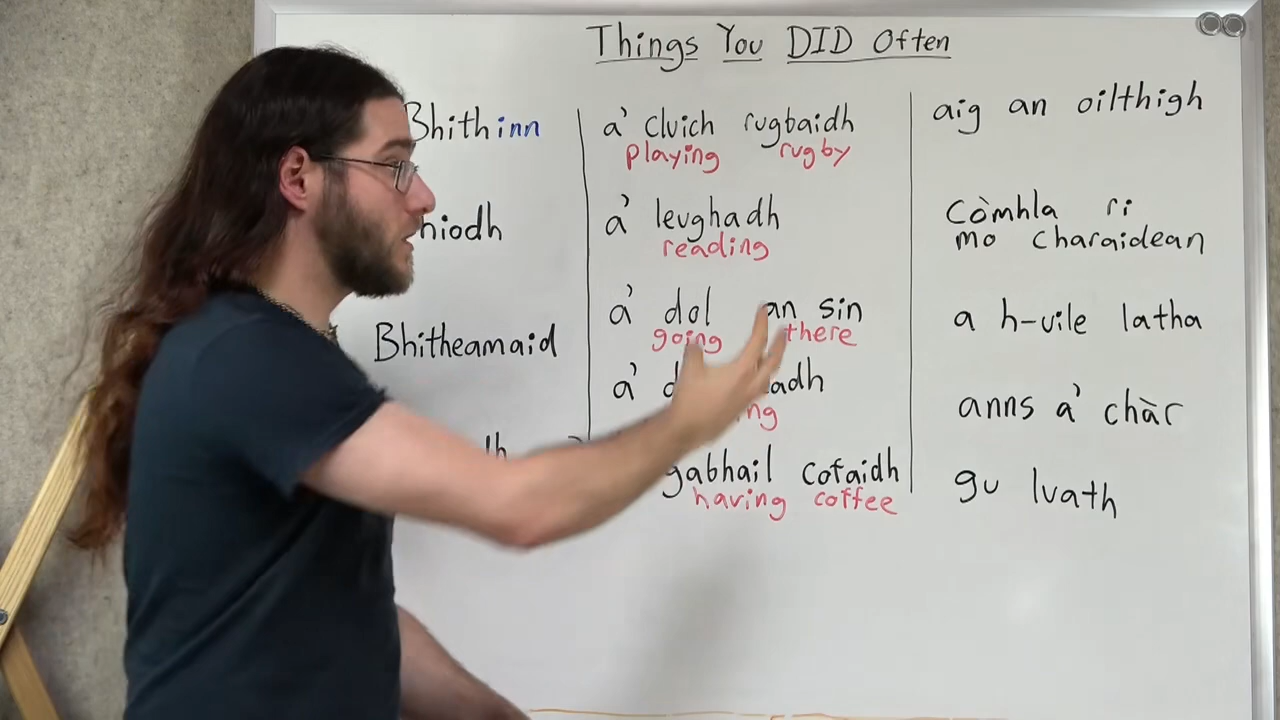 Things You DID Often
Bhithinn
a' cluich rugbaidh
playing rugby
aig an oilthigh
a' leughadh
reading
còmhla ri
mo charaidean
a' dol an sin
going there
a h-uile latha
Bhitheamaid
a'
anns a' chàr
gabhail cofaidh
having coffee
gu luath